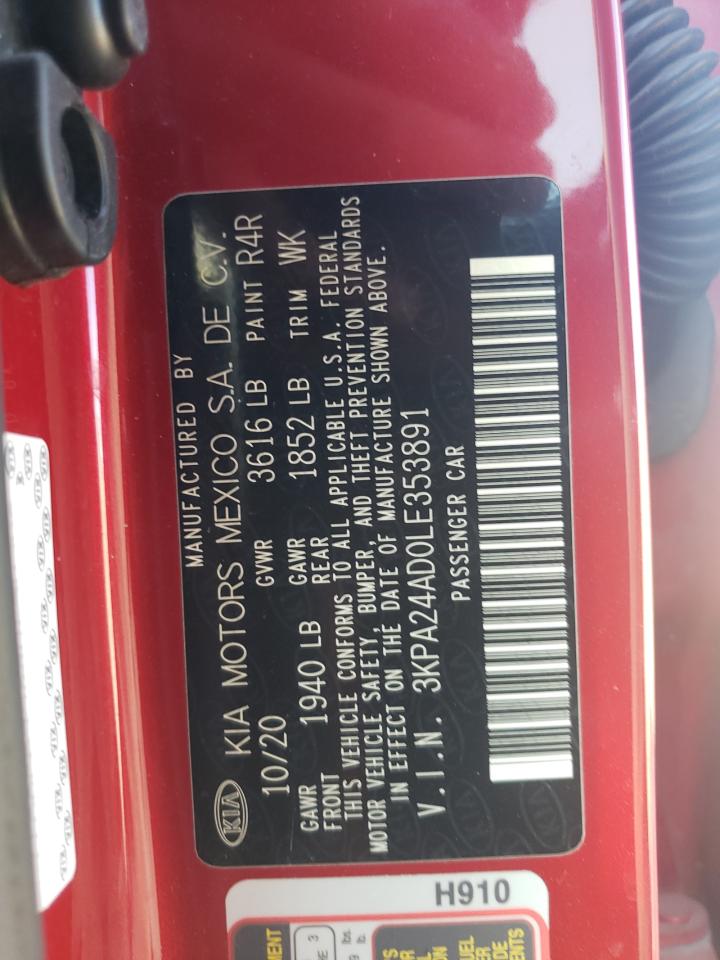 MANUFACTURED BY
KIA KIA MOTORS MEXICO S.A. DE C.V.
10/20 GVWR 3616 LB PAINT R4R
GAWR FRONT 1940 LB GAWR REAR 1852 LB TRIM WK
THIS VEHICLE CONFORMS TO ALL APPLICABLE U.S.A. FEDERAL
MOTOR VEHICLE SAFETY, BUMPER, AND THEFT PREVENTION STANDARDS
IN EFFECT ON THE DATE OF MANUFACTURE SHOWN ABOVE.
V.I.N. 3KPA24AD0LE353891
PASSENGER CAR
H910